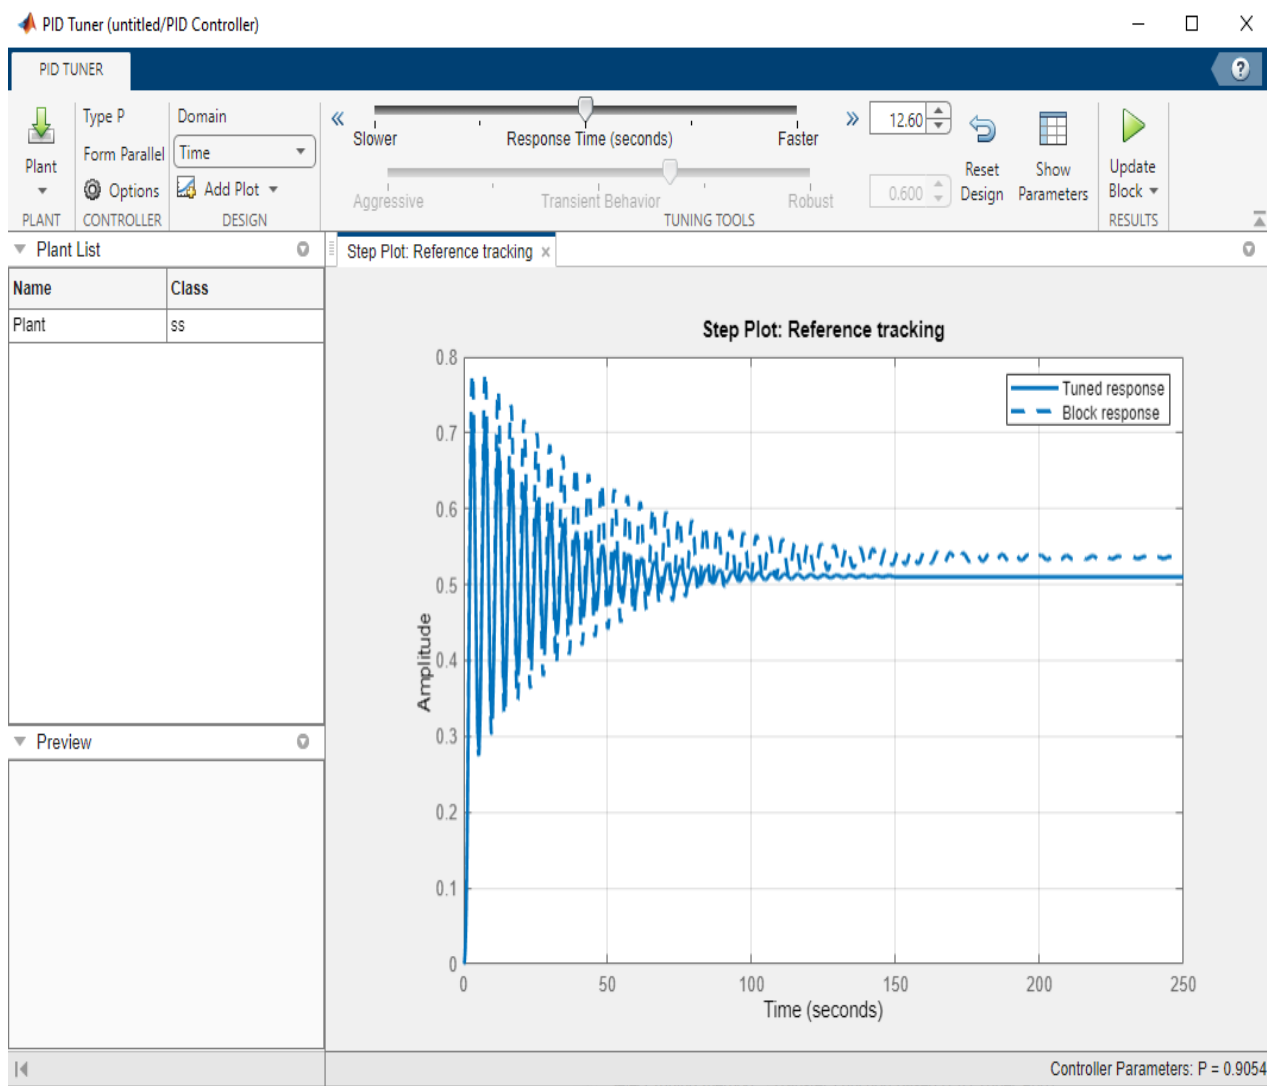 PID Tuner (untitled/PID Controller)
PID TUNER
Plant
PLANT
Type P
Form Parallel
Options
CONTROLLER
Domain
Time
Add Plot
DESIGN
Slower Response Time (seconds) Faster
12.60
Aggressive Transient Behavior Robust
0.600
TUNING TOOLS
Reset
Design
Show
Parameters
Update
Block
RESULTS
Plant List
Name Class
Plant ss
Preview
Step Plot: Reference tracking
Step Plot: Reference tracking
Tuned response
Block response
0.8
0.7
0.6
0.5
0.4
0.3
0.2
0.1
0
Amplitude
0 50 100 150 200 250
Time (seconds)
Controller Parameters: P = 0.9054